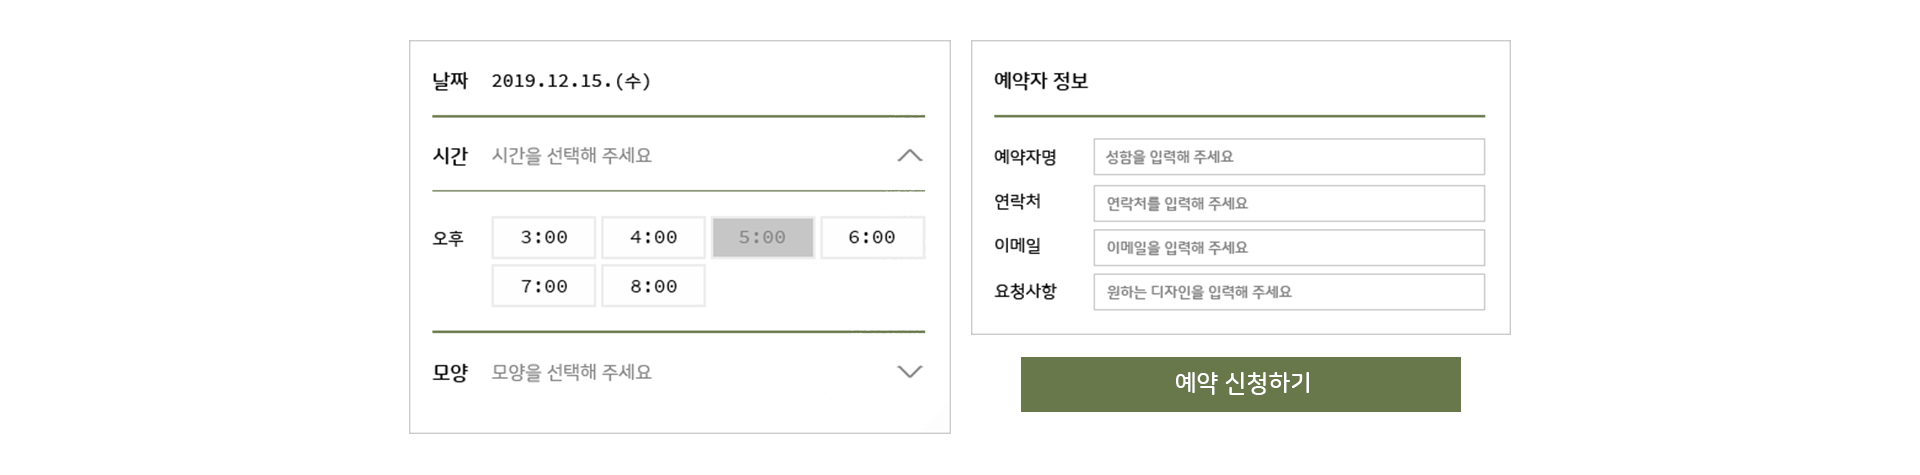 날짜 2019.12.15.(수)
시간 시간을 선택해 주세요
오후 3:00 4:00 5:00 6:00
7:00 8:00
모양 모양을 선택해 주세요
예약자 정보
예약자명 성함을 입력해 주세요
연락처 연락처를 입력해 주세요
이메일 이메일을 입력해 주세요
요청사항 원하는 디자인을 입력해 주세요
예약 신청하기